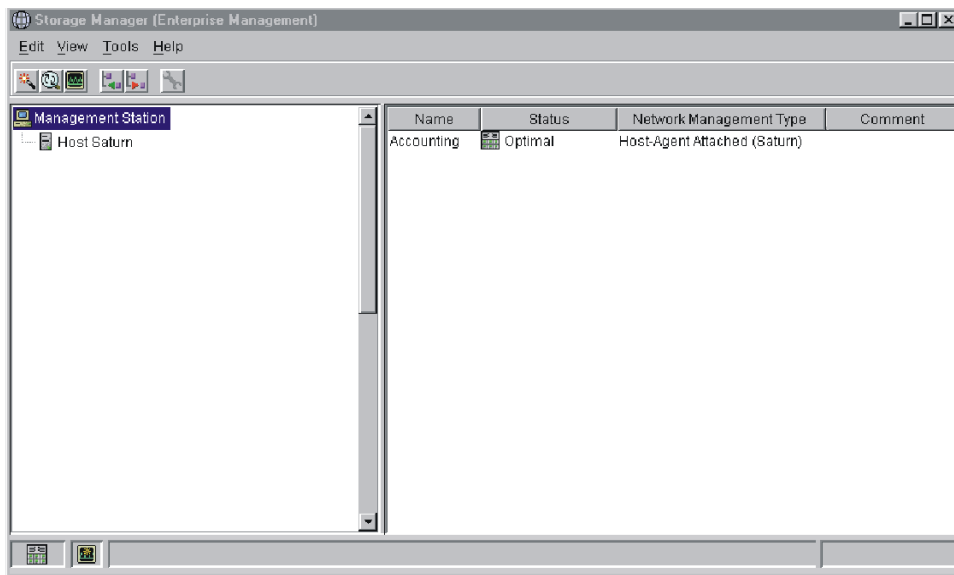 Storage Manager (Enterprise Management)
Edit View Tools Help
Management Station
Host Saturn
Name Status Network Management Type Comment
Accounting Optimal Host-Agent Attached (Saturn)